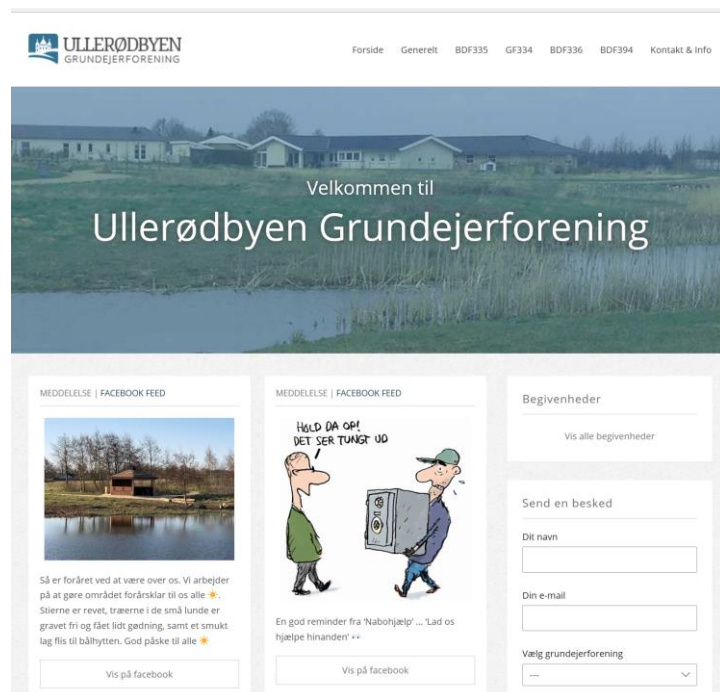 ULLERØDBYEN
GRUNDEJERFORENING
Forside Generelt BDF335 GF334 BDF336 BDF394 Kontakt & Info
Velkommen til
Ullerødbyen Grundejerforening
MEDDELELSE | FACEBOOK FEED
Så er foråret ved at være over os. Vi arbejder
på at gøre området forårsklar til os alle ☀️.
Stierne er revet, træerne i de små lunde er
gravet fri og fået lidt gødning, samt et smukt
lag flis til bålhytten. God påske til alle ☀️
Vis på facebook
MEDDELELSE | FACEBOOK FEED
HOLD DA OP!
DET SER TUNGT UD
En god reminder fra 'Nabohjælp' ... 'Lad os
hjælpe hinanden' 👀
Vis på facebook
Begivenheder
Vis alle begivenheder
Send en besked
Dit navn
Din e-mail
Vælg grundejerforening
---